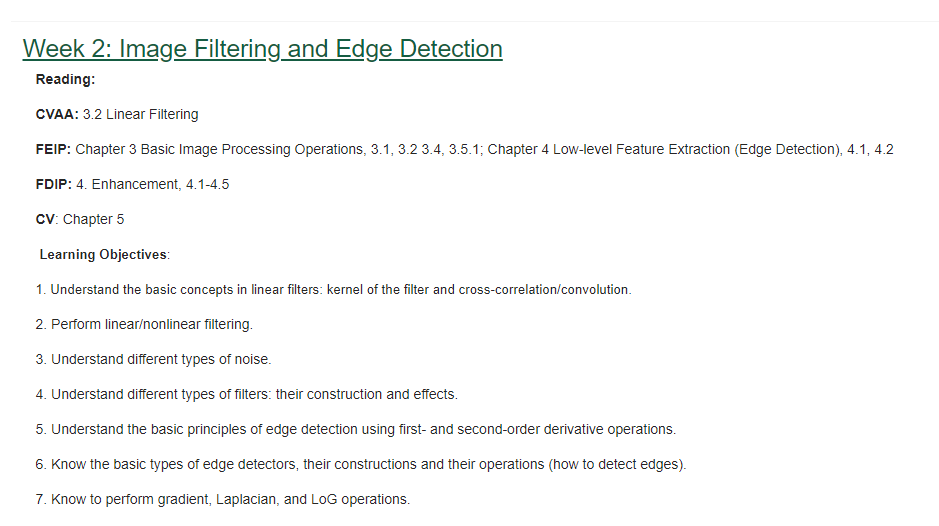 Week 2: Image Filtering and Edge Detection
Reading:
CVAA: 3.2 Linear Filtering
FEIP: Chapter 3 Basic Image Processing Operations, 3.1, 3.2 3.4, 3.5.1; Chapter 4 Low-level Feature Extraction (Edge Detection), 4.1, 4.2
FDIP: 4. Enhancement, 4.1-4.5
CV: Chapter 5
Learning Objectives:
1. Understand the basic concepts in linear filters: kernel of the filter and cross-correlation/convolution.
2. Perform linear/nonlinear filtering.
3. Understand different types of noise.
4. Understand different types of filters: their construction and effects.
5. Understand the basic principles of edge detection using first- and second-order derivative operations.
6. Know the basic types of edge detectors, their constructions and their operations (how to detect edges).
7. Know to perform gradient, Laplacian, and LoG operations.